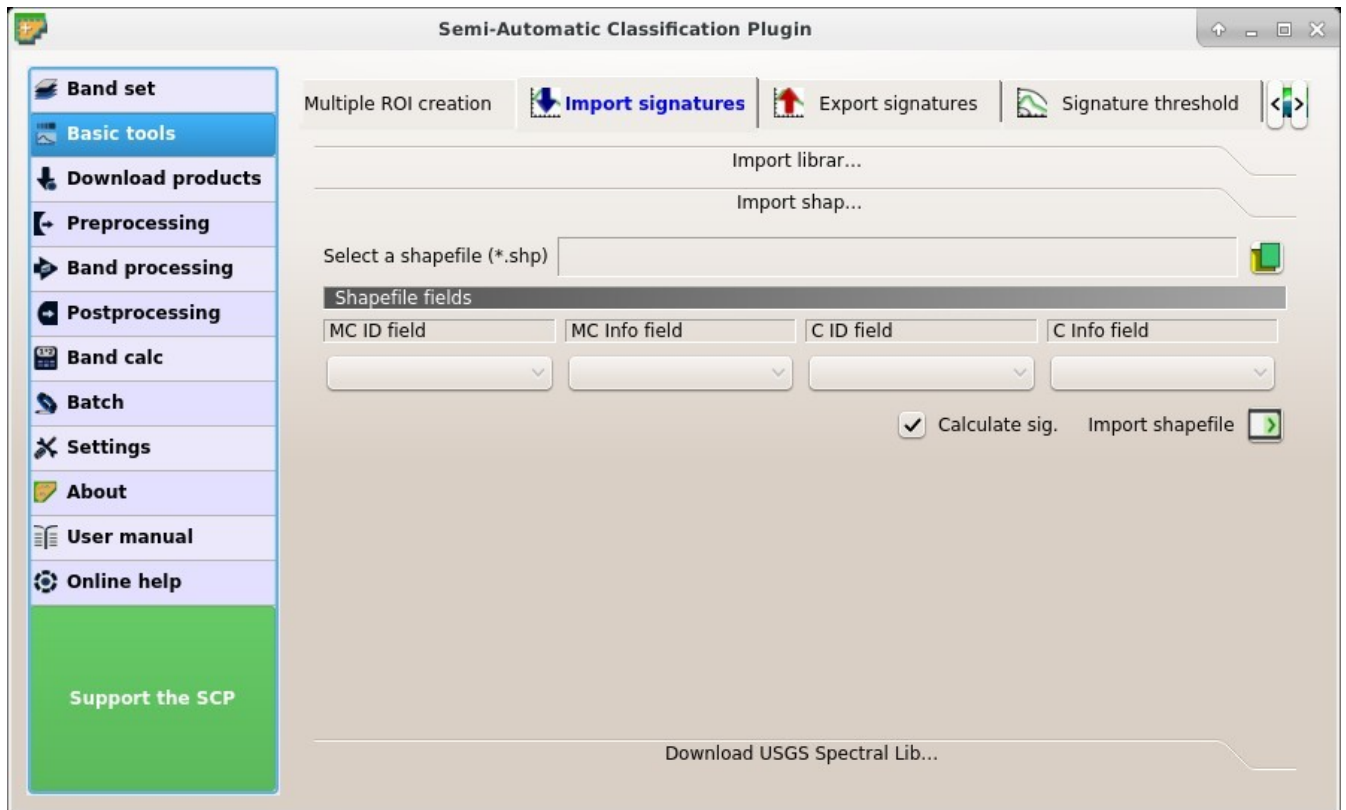 Semi-Automatic Classification Plugin
Band set
Basic tools
Download products
Preprocessing
Band processing
Postprocessing
Band calc
Batch
Settings
About
User manual
Online help
Support the SCP
Multiple ROI creation Import signatures Export signatures Signature threshold
Import librar...
Import shap...
Select a shapefile (*.shp)
Shapefile fields
MC ID field MC Info field C ID field C Info field
Calculate sig. Import shapefile
Download USGS Spectral Lib...